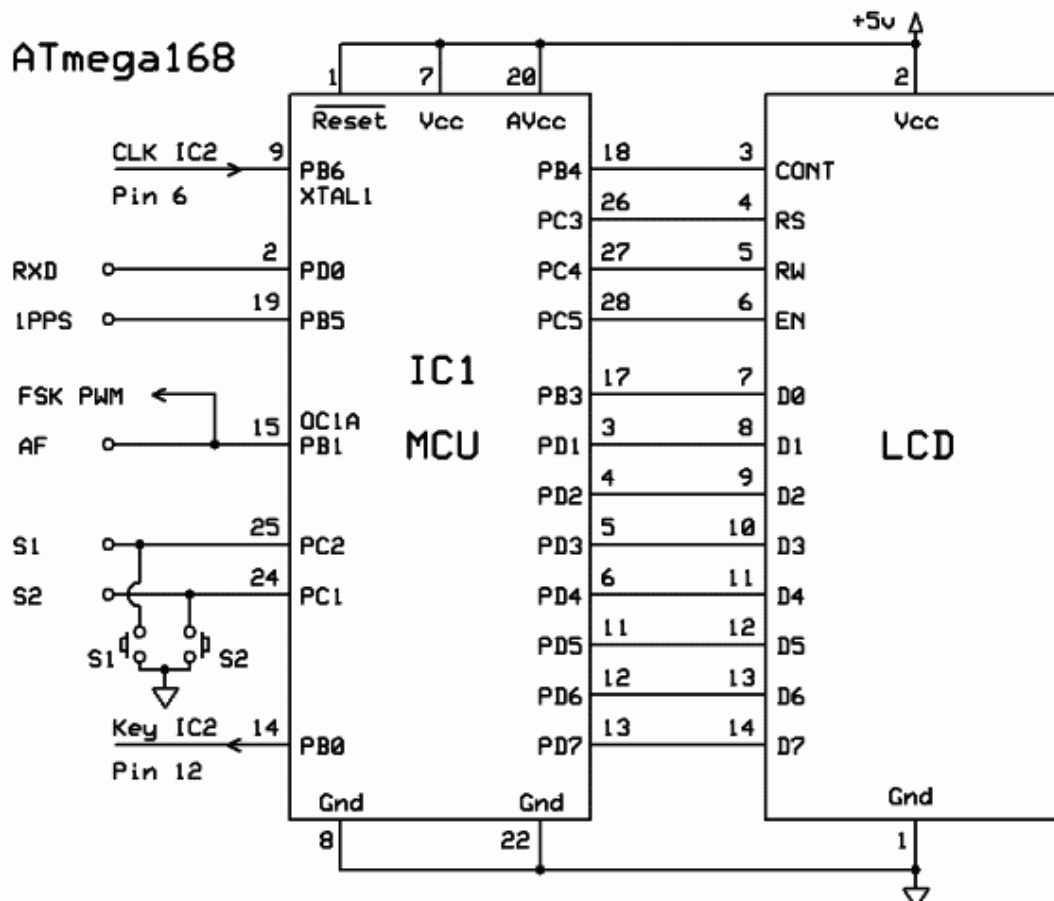 +5v
ATmega168
1 7 20 2
Reset Vcc AVcc Vcc
CLK IC2 9 PB6 PB4 18 3 CONT
Pin 6 XTAL1
PC3 26 4 RS
RXD 2 PD0 PC4 27 5 RW
1PPS 19 PB5 PC5 28 6 EN
IC1
FSK PWM PB3 17 7 D0
OC1A
AF 15 PB1 MCU PD1 3 8 D1 LCD
PD2 4 9 D2
S1 25 PC2 PD3 5 10 D3
S2 24 PC1 PD4 6 11 D4
PD5 11 12 D5
S1 S2
PD6 12 13 D6
Key IC2 14 PB0 PD7 13 14 D7
Pin 12
Gnd Gnd Gnd
8 22 1